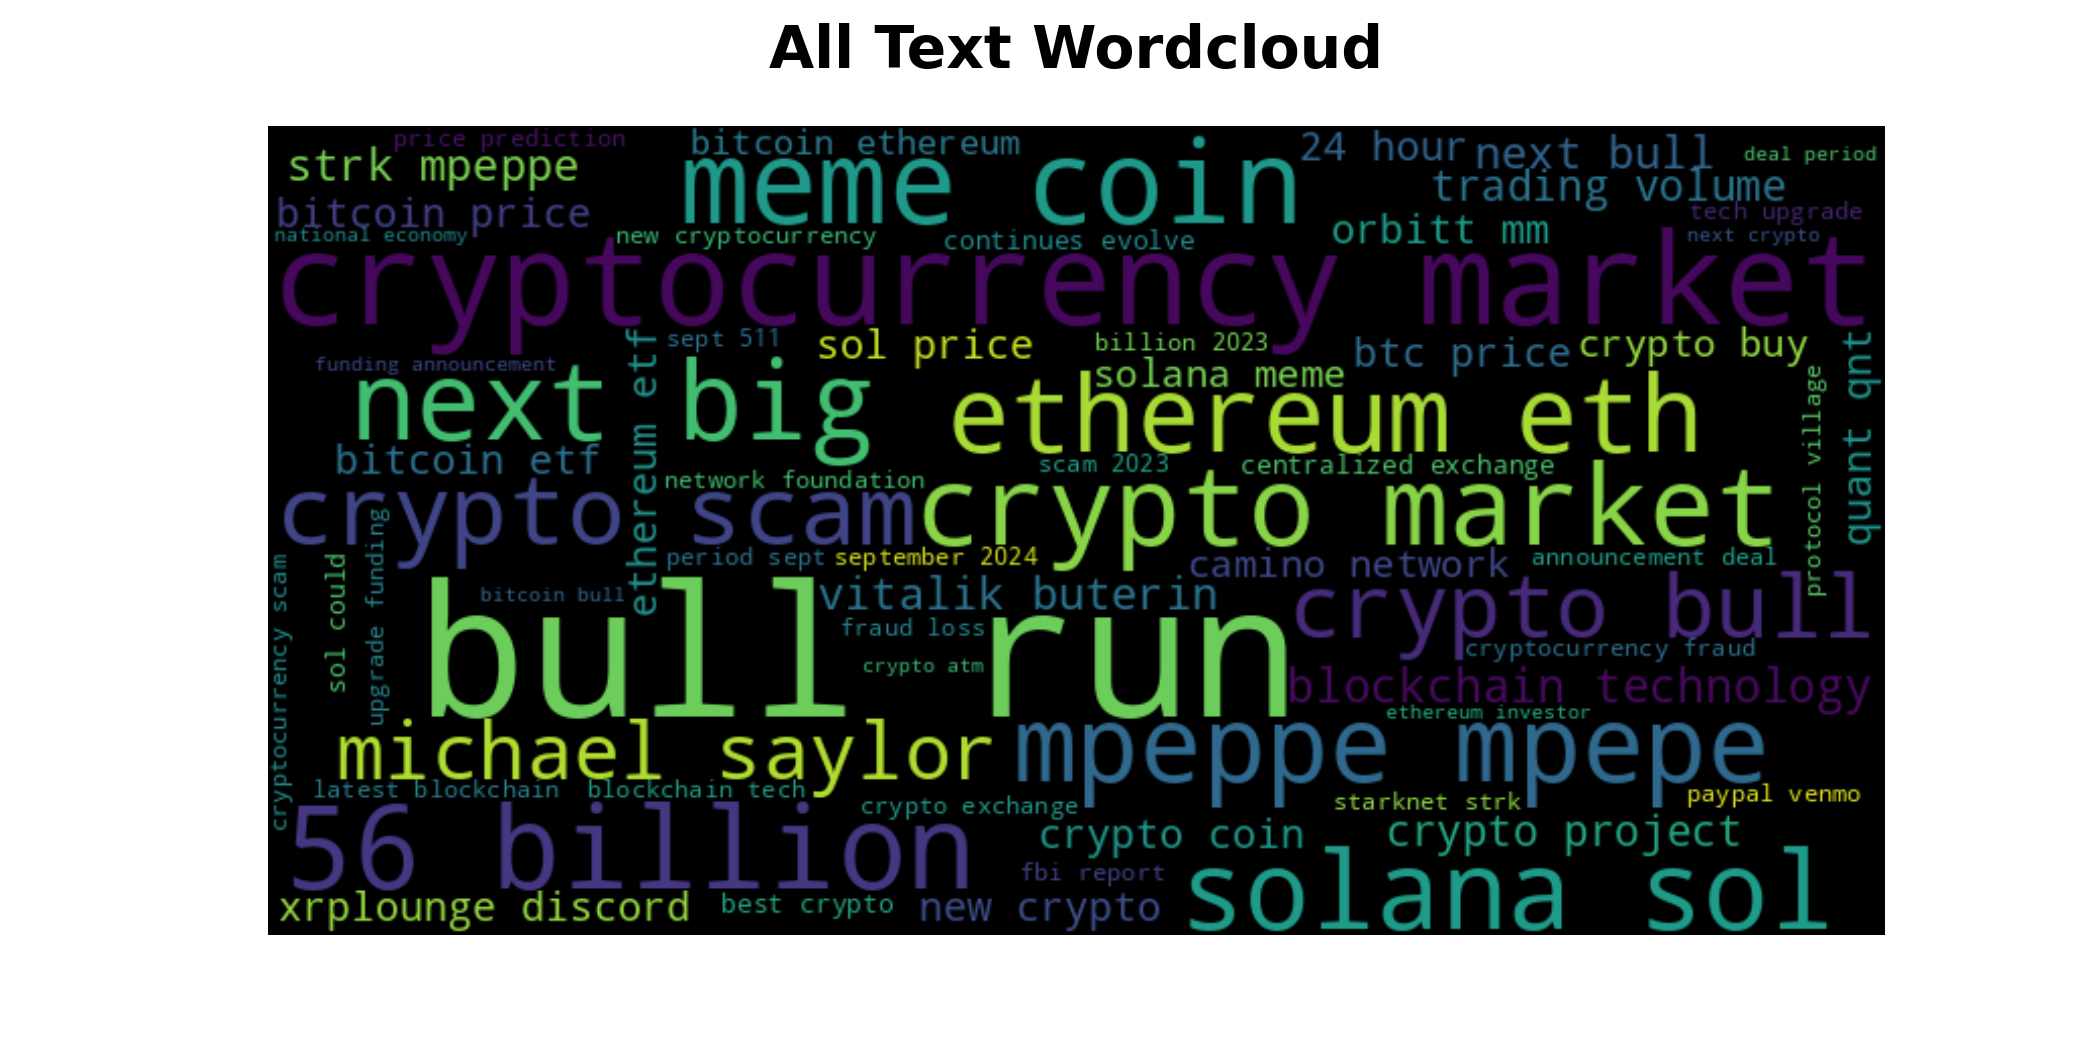 All Text Wordcloud
price prediction
bitcoin ethereum
24 hour
next bull
deal period
strk mpeppe
meme coin
trading volume
bitcoin price
tech upgrade
national economy
new cryptocurrency
continues evolve
orbitt mm
next crypto
cryptocurrency market
sept 511
sol price
billion 2023
btc price
crypto buy
funding announcement
ethereum etf
solana meme
quant qnt
protocol village
next big
ethereum eth
bitcoin etf
scam 2023
centralized exchange
network foundation
crypto scam
crypto market
period sept
september 2024
camino network
announcement deal
cryptocurrency scam
sol could
upgrade funding
bitcoin bull
vitalik buterin
crypto bull
fraud loss
cryptocurrency fraud
crypto atm
bull run
blockchain technology
ethereum investor
michael saylor
mpeppe mpepe
latest blockchain
blockchain tech
crypto exchange
starknet strk
paypal venmo
56 billion
crypto coin
crypto project
fbi report
solana sol
xrplounge discord
best crypto
new crypto